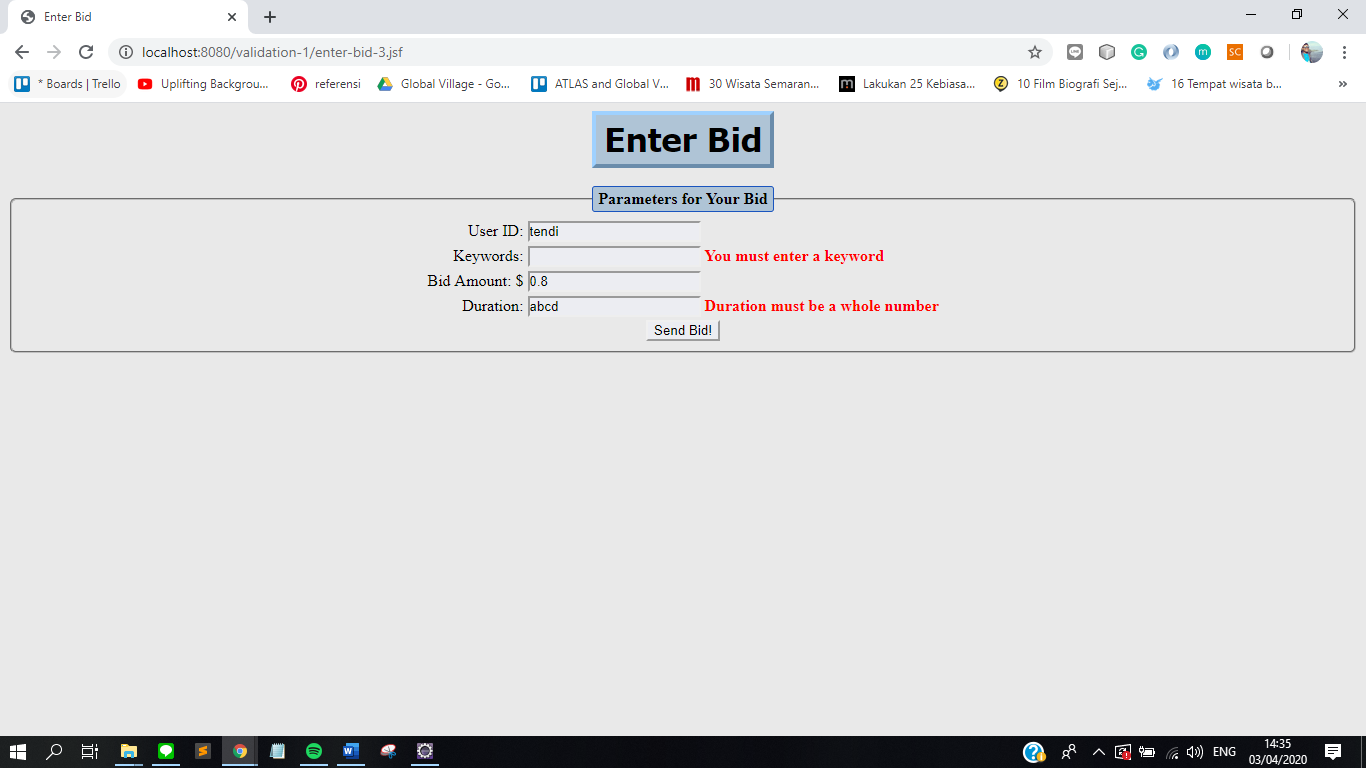 Enter Bid
localhost:8080/validation-1/enter-bid-3.jsf
SC
* Boards | Trello Uplifting Backgrou... referensi Global Village - Go... ATLAS and Global V... 30 Wisata Semaran... Lakukan 25 Kebiasa... 10 Film Biografi Sej... 16 Tempat wisata b... »
Enter Bid
Parameters for Your Bid
User ID: tendi
Keywords: You must enter a keyword
Bid Amount: $ 0.8
Duration: abcd Duration must be a whole number
Send Bid!
ENG
14:35
03/04/2020